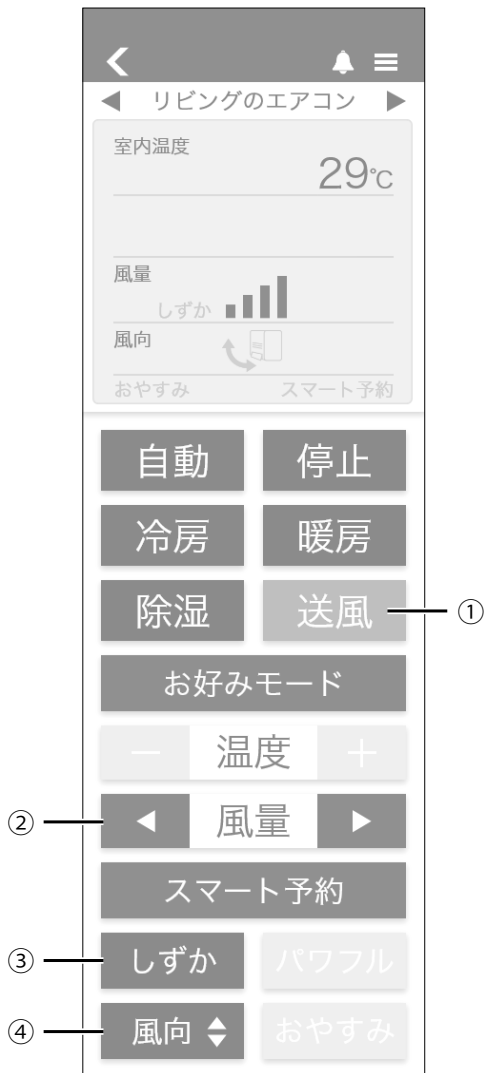 ◀ リビングのエアコン ▶
室内温度
29℃
風量
しずか
風向
おやすみ スマート予約
自動 停止
冷房 暖房
除湿 送風 ①
お好みモード
− 温度 +
② ◀ 風量 ▶
スマート予約
③ しずか パワフル
④ 風向 おやすみ